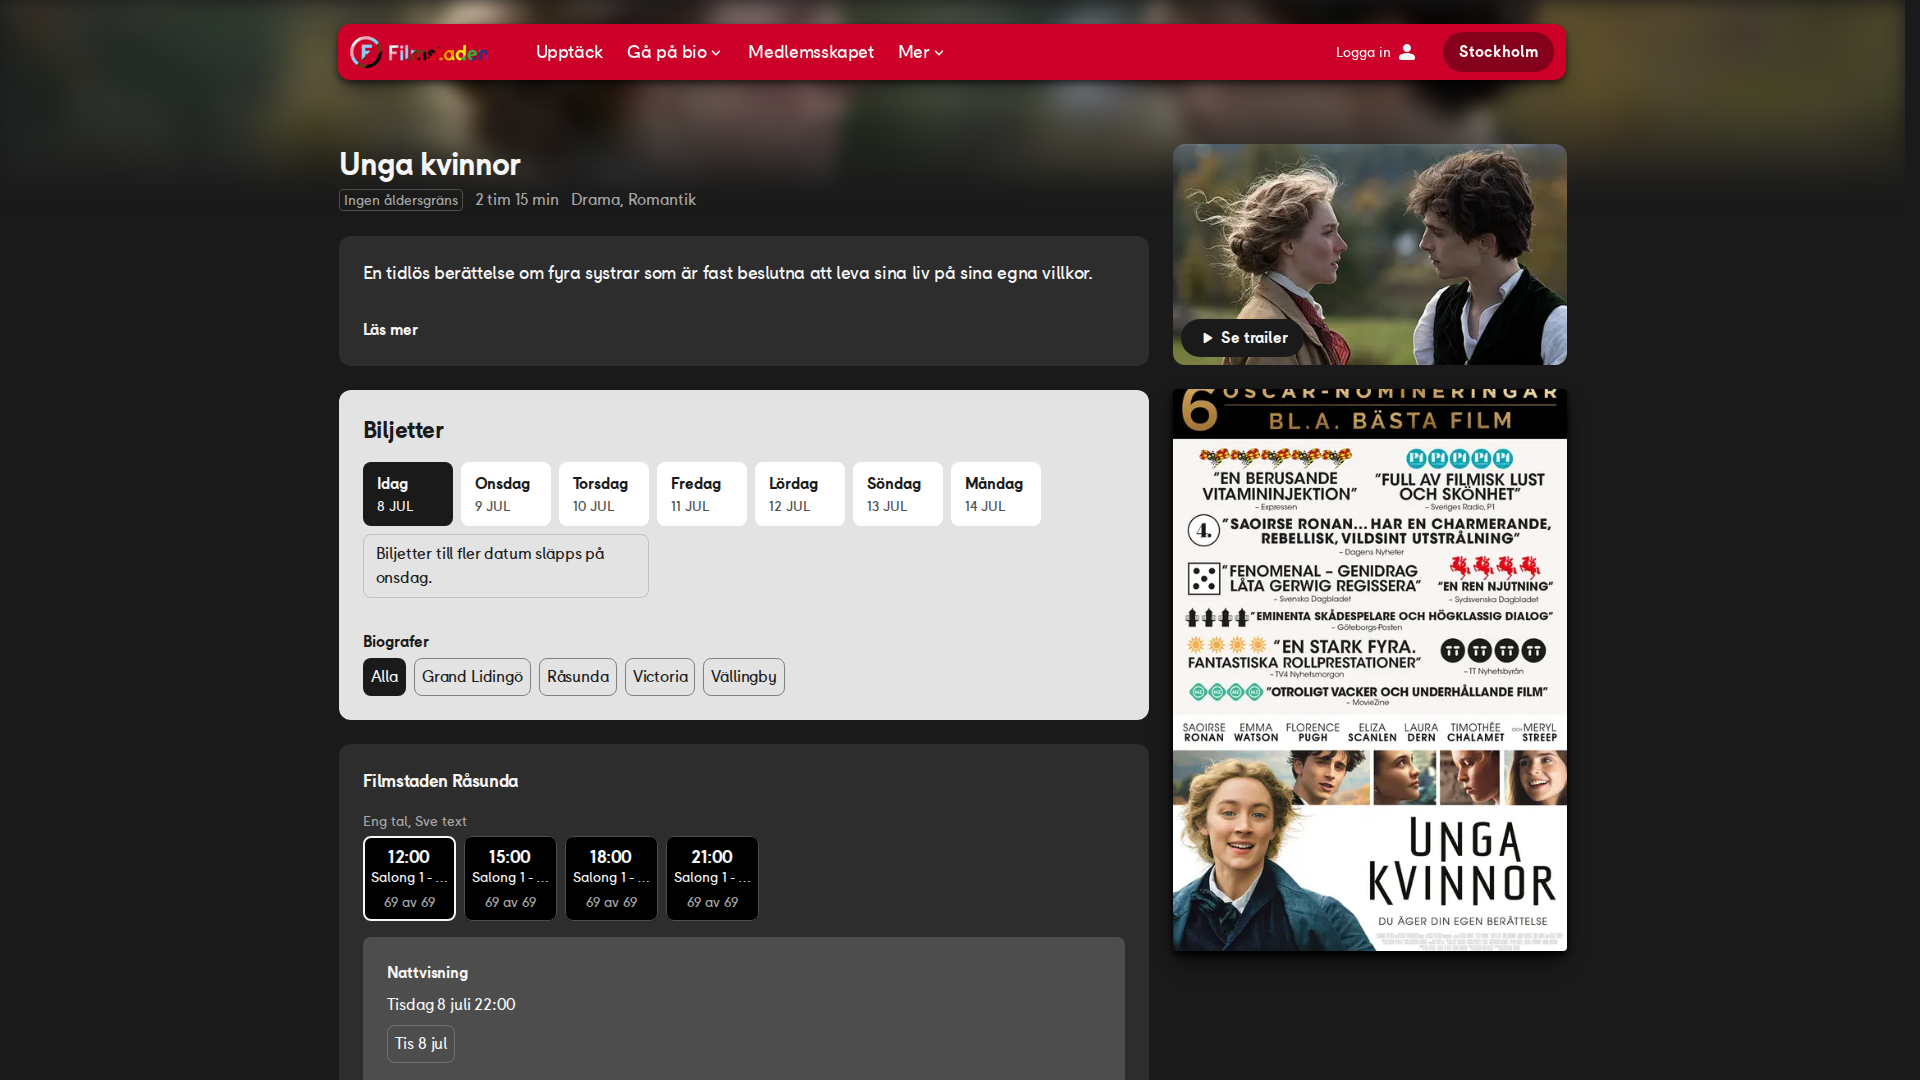 Filmstaden
Upptäck
Gå på bio
Medlemsskapet
Mer
Logga in
Stockholm
Unga kvinnor
Ingen åldersgräns
2 tim 15 min
Drama, Romantik
En tidlös berättelse om fyra systrar som är fast beslutna att leva sina liv på sina egna villkor.
Läs mer
Se trailer
Biljetter
Idag
8 JUL
Onsdag
9 JUL
Torsdag
10 JUL
Fredag
11 JUL
Lördag
12 JUL
Söndag
13 JUL
Måndag
14 JUL
Biljetter till fler datum släpps på
onsdag.
Biografer
Alla
Grand Lidingö
Råsunda
Victoria
Vällingby
Filmstaden Råsunda
Eng tal, Sve text
12:00
Salong 1 - ...
69 av 69
15:00
Salong 1 - ...
69 av 69
18:00
Salong 1 - ...
69 av 69
21:00
Salong 1 - ...
69 av 69
Nattvisning
Tisdag 8 juli 22:00
Tis 8 jul
6 OSCAR-NOMINERINGAR
BL.A. BÄSTA FILM
"EN BERUSANDE
VITAMININJEKTION"
- Expressen
"FULL AV FILMISK LUST
OCH SKÖNHET"
- Sveriges Radio, P1
4.
"SAOIRSE RONAN... HAR EN CHARMERANDE,
REBELLISK, VILDSINT UTSTRÅLNING"
- Dagens Nyheter
"FENOMENAL – GENIDRAG
LÅTA GERWIG REGISSERA"
- Svenska Dagbladet
"EN REN NJUTNING"
- Sydsvenska Dagbladet
"EMINENTA SKÅDESPELARE OCH HÖGKLASSIG DIALOG"
- Göteborgs-Posten
"EN STARK FYRA.
FANTASTISKA ROLLPRESTATIONER"
- TV4 Nyhetsmorgon
TT TT TT TT
- TT Nyhetsbyrån
"OTROLIGT VACKER OCH UNDERHÅLLANDE FILM"
- MovieZine
SAOIRSE RONAN
EMMA WATSON
FLORENCE PUGH
ELIZA SCANLEN
LAURA DERN
TIMOTHÉE CHALAMET
OCH MERYL STREEP
UNGA
KVINNOR
DU ÄGER DIN EGEN BERÄTTELSE